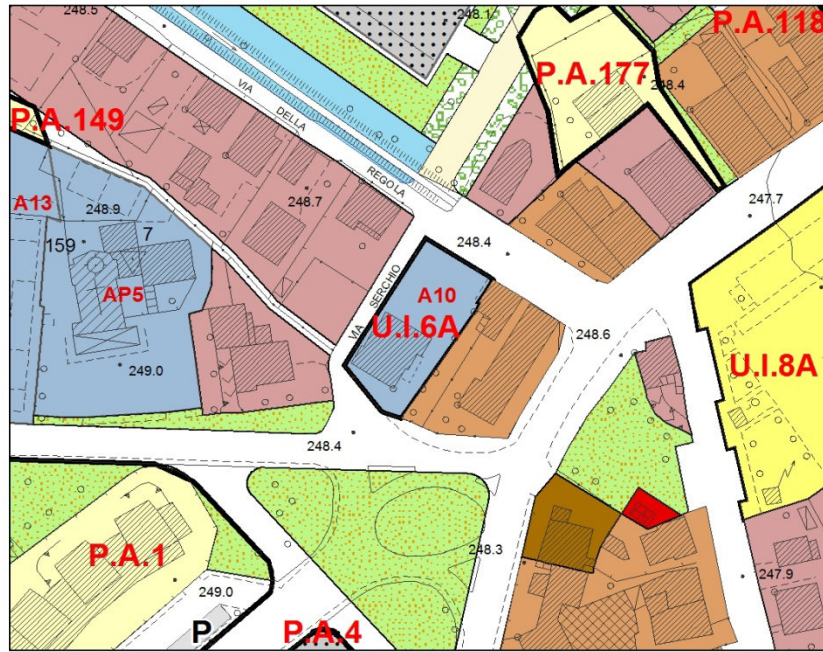 248.5
248.1
P.A.118
P.A.177
248.4
VIA
DELLA
REGOLA
P.A.149
A13
248.9
248.7
159
7
247.7
248.4
VIA SERCHIO
AP5
A10
U.I.6A
248.6
249.0
U.I.8A
248.4
248.3
P.A.1
247.9
249.0
P
P.A.4